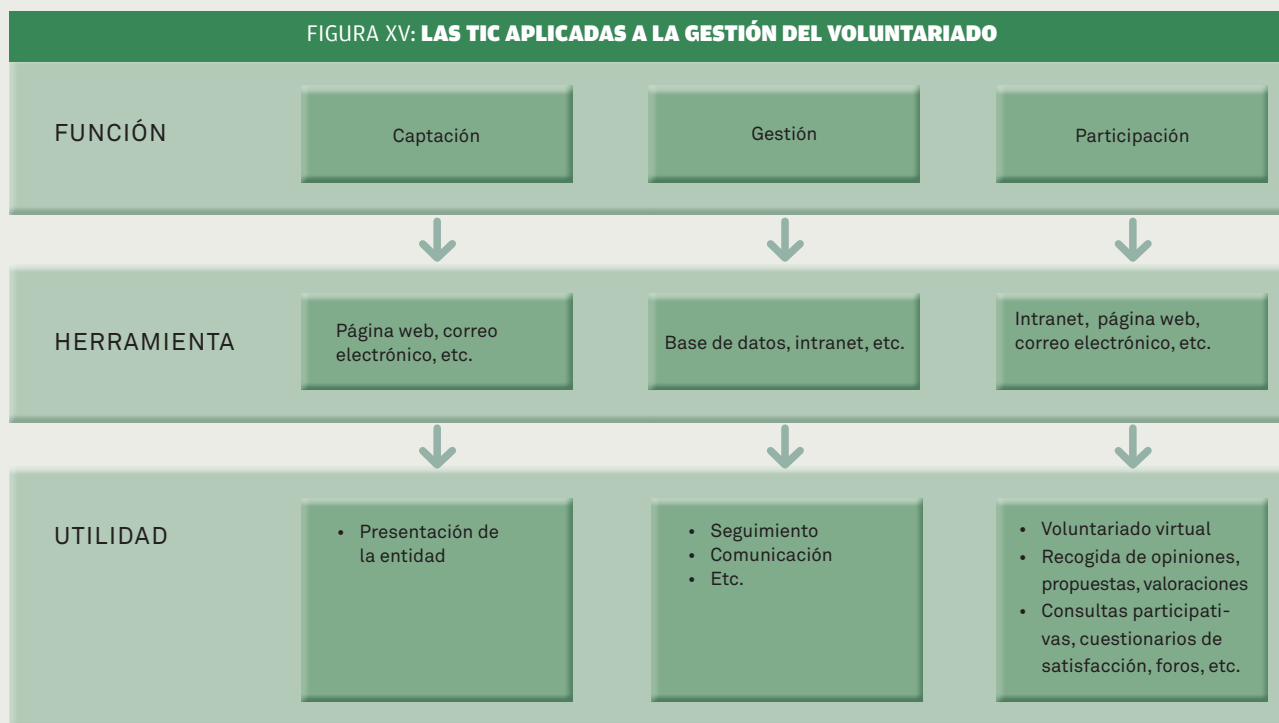 FIGURA XV: LAS TIC APLICADAS A LA GESTIÓN DEL VOLUNTARIADO
FUNCIÓN
Captación
Gestión
Participación
HERRAMIENTA
Página web, correo
electrónico, etc.
Base de datos, intranet, etc.
Intranet, página web,
correo electrónico, etc.
UTILIDAD
• Presentación de
la entidad
• Seguimiento
• Comunicación
• Etc.
• Voluntariado virtual
• Recogida de opiniones,
propuestas, valoraciones
• Consultas participati-
vas, cuestionarios de
satisfacción, foros, etc.